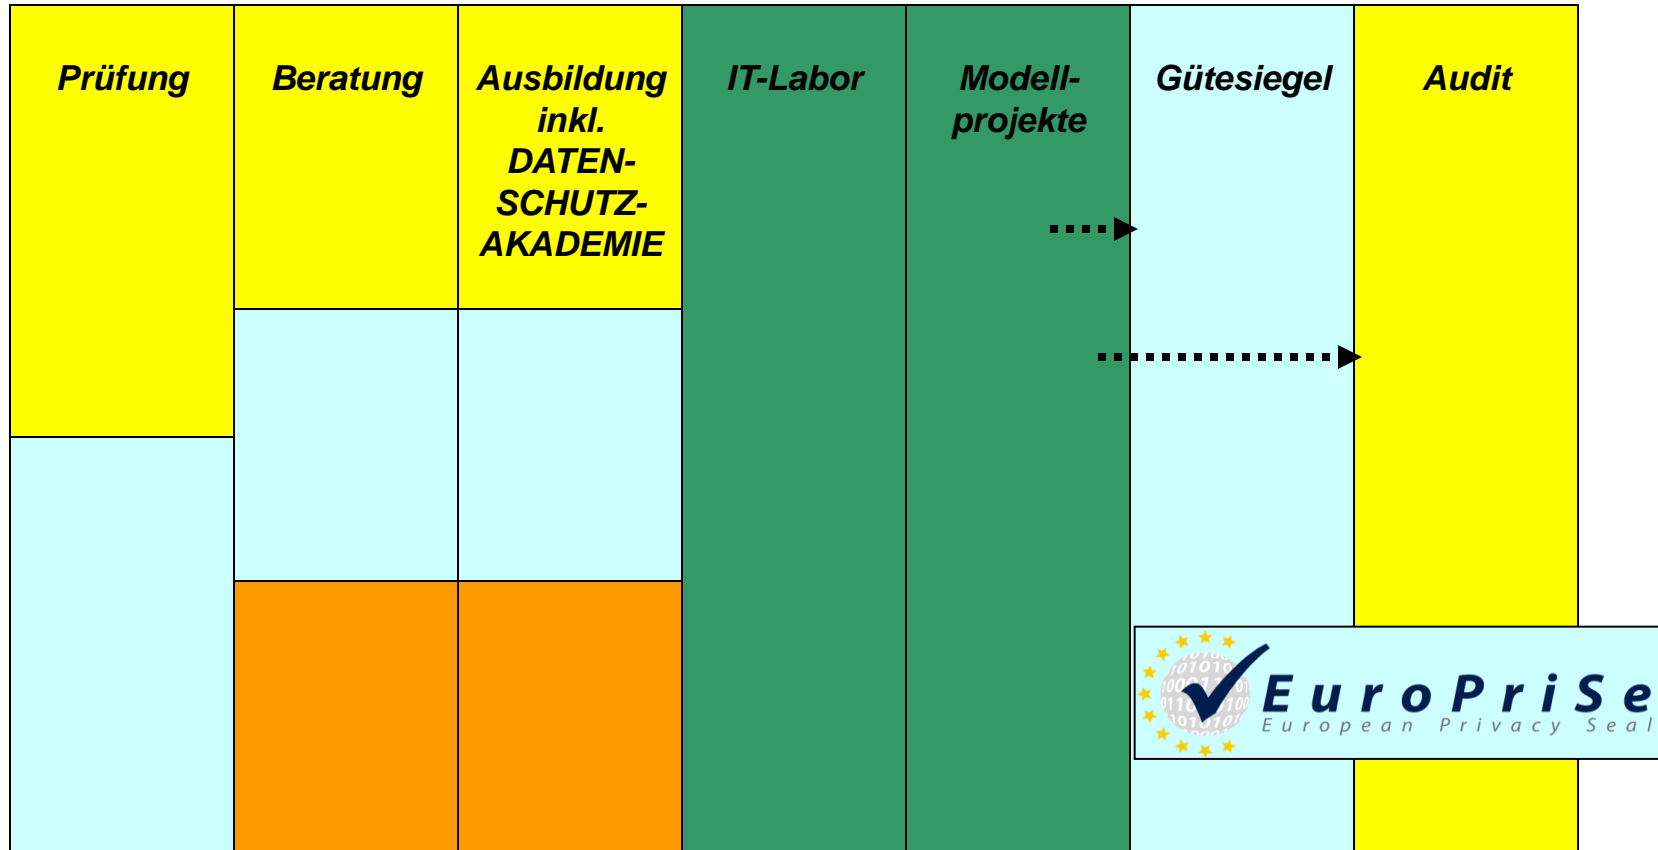 Prüfung
Beratung
Ausbildung
inkl.
DATEN-
SCHUTZ-
AKADEMIE
IT-Labor
Modell-
projekte
Gütesiegel
Audit
EuroPriSe
European Privacy Seal